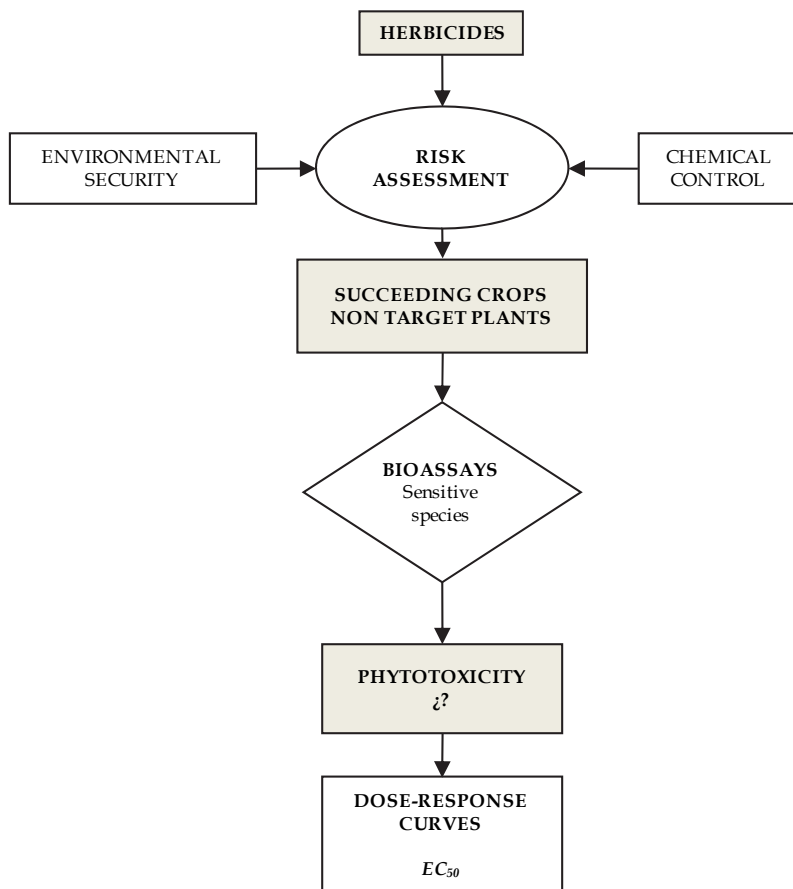 HERBICIDES
ENVIRONMENTAL
SECURITY
RISK
ASSESSMENT
CHEMICAL
CONTROL
SUCCEEDING CROPS
NON TARGET PLANTS
BIOASSAYS
Sensitive
species
PHYTOTOXICITY
¿?
DOSE-RESPONSE
CURVES
EC50